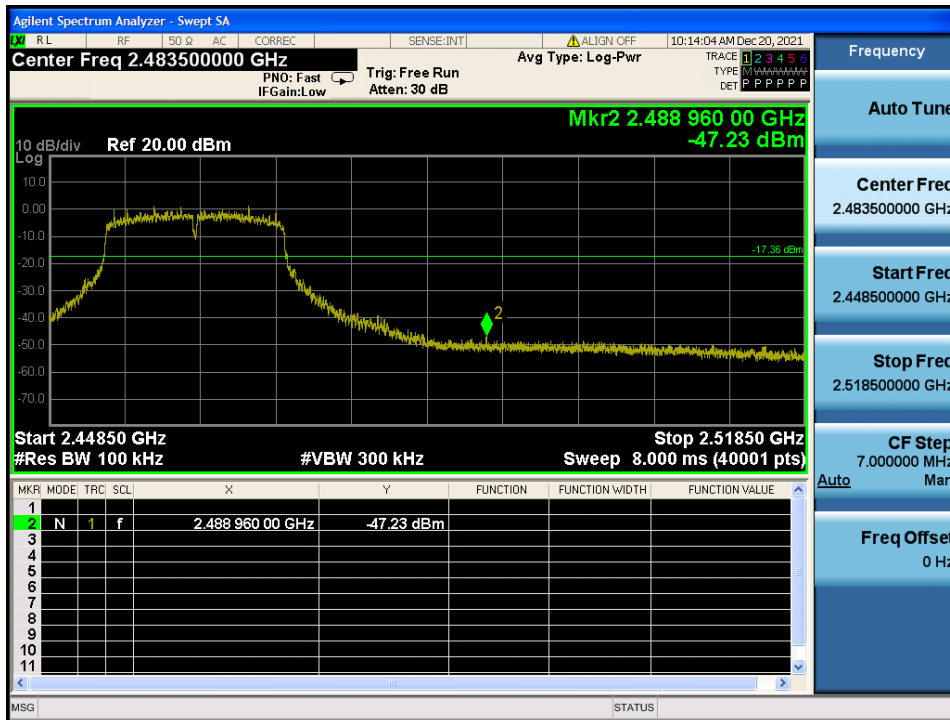 Agilent Spectrum Analyzer - Swept SA
LXI RL RF 50 Ω AC CORREC SENSE:INT ALIGN OFF 10:14:04 AM Dec 20, 2021
Center Freq 2.483500000 GHz
PNO: Fast
IFGain:Low
Trig: Free Run
Atten: 30 dB
Avg Type: Log-Pwr
TRACE 1 2 3 4 5 6
TYPE M
DET P P P P P P
Mkr2 2.488 960 00 GHz
-47.23 dBm
10 dB/div
Log
Ref 20.00 dBm
10.0
0.00
-10.0
-17.36 dBm
-20.0
-30.0
-40.0
2
-50.0
-60.0
-70.0
Start 2.44850 GHz
Stop 2.51850 GHz
#Res BW 100 kHz
#VBW 300 kHz
Sweep 8.000 ms (40001 pts)
MKR MODE TRC SCL X Y FUNCTION FUNCTION WIDTH FUNCTION VALUE
1
2 N 1 f 2.488 960 00 GHz -47.23 dBm
3
4
5
6
7
8
9
10
11
MSG
STATUS
Frequency
Auto Tune
Center Freq
2.483500000 GHz
Start Freq
2.448500000 GHz
Stop Freq
2.518500000 GHz
CF Step
7.000000 MHz
Auto Man
Freq Offset
0 Hz